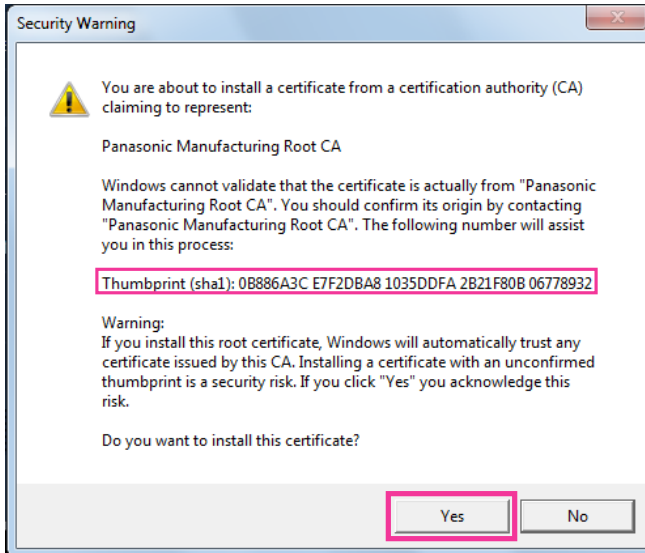 Security Warning
You are about to install a certificate from a certification authority (CA)
claiming to represent:
Panasonic Manufacturing Root CA
Windows cannot validate that the certificate is actually from "Panasonic
Manufacturing Root CA". You should confirm its origin by contacting
"Panasonic Manufacturing Root CA". The following number will assist
you in this process:
Thumbprint (sha1): 0B886A3C E7F2DBA8 1035DDFA 2B21F80B 06778932
Warning:
If you install this root certificate, Windows will automatically trust any
certificate issued by this CA. Installing a certificate with an unconfirmed
thumbprint is a security risk. If you click "Yes" you acknowledge this
risk.
Do you want to install this certificate?
Yes
No